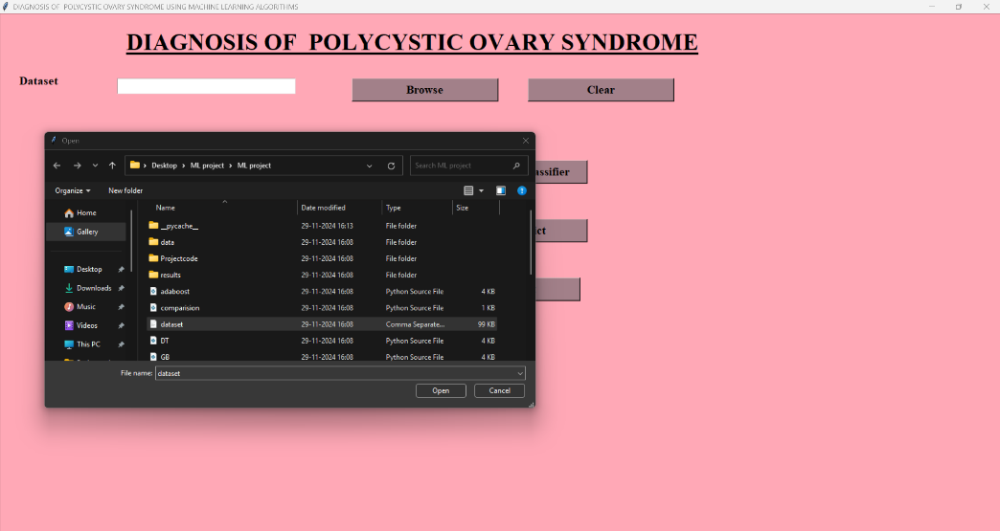 DIAGNOSIS OF POLYCYSTIC OVARY SYNDROME USING MACHINE LEARNING ALGORITHMS
DIAGNOSIS OF POLYCYSTIC OVARY SYNDROME
Dataset Browse Clear
Open
Desktop › ML project › ML project Search ML project
Organize New folder
Name Date modified Type Size
Home
Gallery
Desktop
Downloads
Music
Videos
This PC
__pycache__ 29-11-2024 16:13 File folder
data 29-11-2024 16:08 File folder
Projectcode 29-11-2024 16:08 File folder
results 29-11-2024 16:08 File folder
adaboost 29-11-2024 16:08 Python Source File 4 KB
comparision 29-11-2024 16:08 Python Source File 1 KB
dataset 29-11-2024 16:08 Comma Separate... 99 KB
DT 29-11-2024 16:08 Python Source File 4 KB
GB 29-11-2024 16:08 Python Source File 4 KB
File name: dataset
Open Cancel
assifier
ct